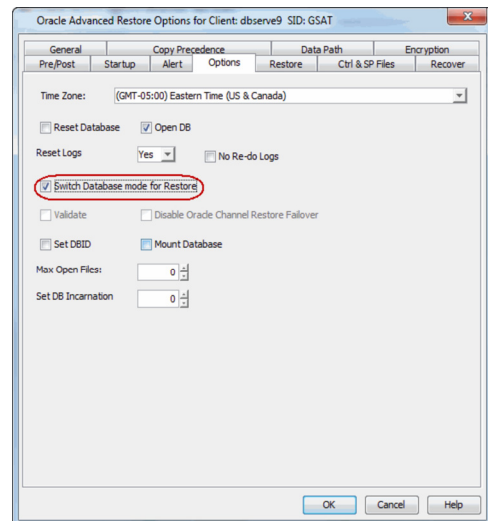 Oracle Advanced Restore Options for Client: dbserve9 SID: GSAT
General Copy Precedence Data Path Encryption
Pre/Post Startup Alert Options Restore Ctrl & SP Files Recover
Time Zone: (GMT-05:00) Eastern Time (US & Canada)
Reset Database Open DB
Reset Logs Yes No Re-do Logs
Switch Database mode for Restore
Validate Disable Oracle Channel Restore Failover
Set DBID Mount Database
Max Open Files: 0
Set DB Incarnation 0
OK Cancel Help